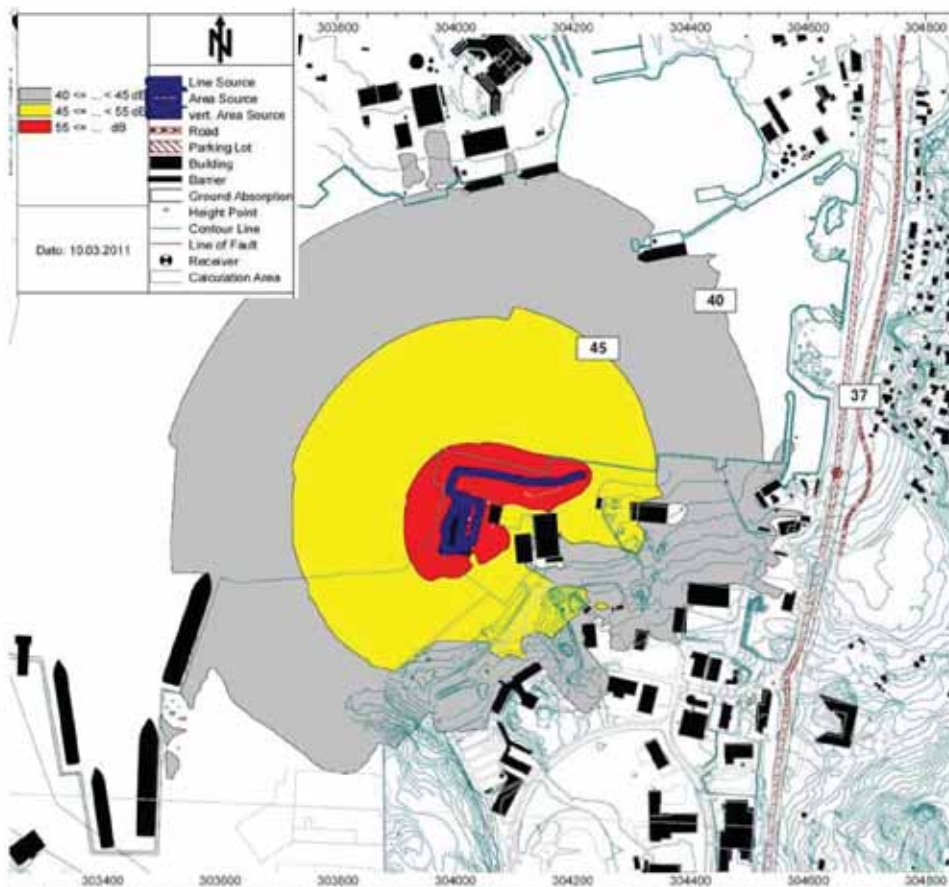 303800 304000 304200 304400 304600 304800
40 <= ... < 45 dB
45 <= ... < 55 dB
55 <= ... dB
Line Source
Area Source
vert. Area Source
Road
Parking Lot
Building
Barrier
Ground Absorption
Height Point
Contour Line
Line of Fault
Receiver
Calculation Area
Dato: 10.03.2011
40
45
37
303400 303600 303800 304000 304200 304400 304600 304800